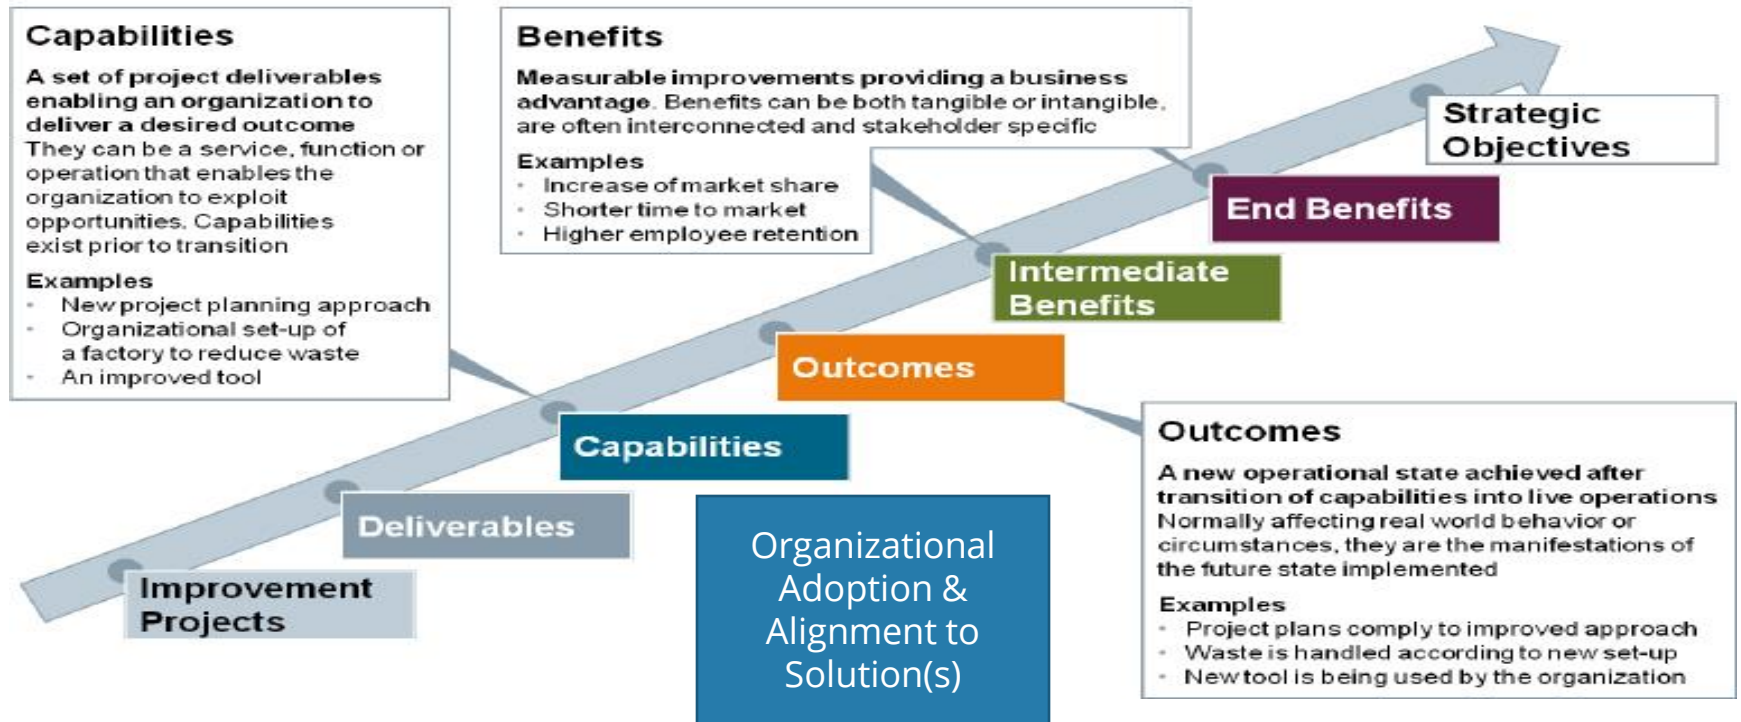 Capabilities
A set of project deliverables
enabling an organization to
deliver a desired outcome
They can be a service, function or
operation that enables the
organization to exploit
opportunities. Capabilities
exist prior to transition
Examples
• New project planning approach
• Organizational set-up of
a factory to reduce waste
• An improved tool
Benefits
Measurable improvements providing a business
advantage. Benefits can be both tangible or intangible,
are often interconnected and stakeholder specific
Examples
• Increase of market share
• Shorter time to market
• Higher employee retention
Strategic
Objectives
End Benefits
Intermediate
Benefits
Outcomes
Capabilities
Deliverables
Improvement
Projects
Organizational
Adoption &
Alignment to
Solution(s)
Outcomes
A new operational state achieved after
transition of capabilities into live operations
Normally affecting real world behavior or
circumstances, they are the manifestations of
the future state implemented
Examples
• Project plans comply to improved approach
• Waste is handled according to new set-up
• New tool is being used by the organization